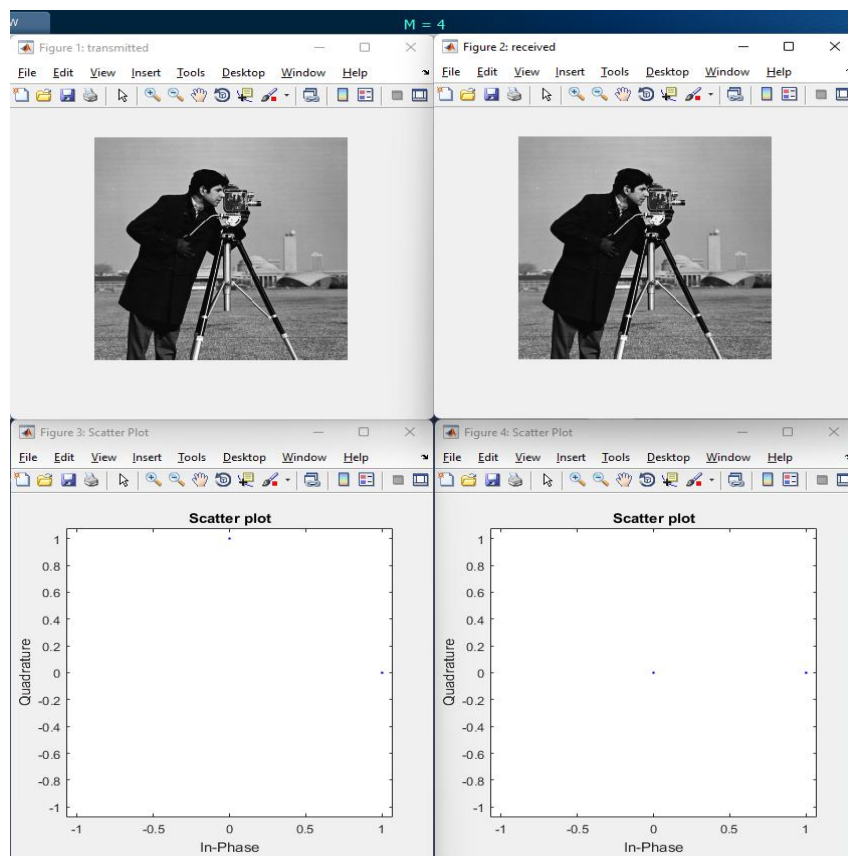 W
M = 4
Figure 1: transmitted
File Edit View Insert Tools Desktop Window Help
Figure 2: received
File Edit View Insert Tools Desktop Window Help
Figure 3: Scatter Plot
File Edit View Insert Tools Desktop Window Help
Scatter plot
Quadrature
1
0.8
0.6
0.4
0.2
0
-0.2
-0.4
-0.6
-0.8
-1
-1 -0.5 0 0.5 1
In-Phase
Figure 4: Scatter Plot
File Edit View Insert Tools Desktop Window Help
Scatter plot
Quadrature
1
0.8
0.6
0.4
0.2
0
-0.2
-0.4
-0.6
-0.8
-1
-1 -0.5 0 0.5 1
In-Phase